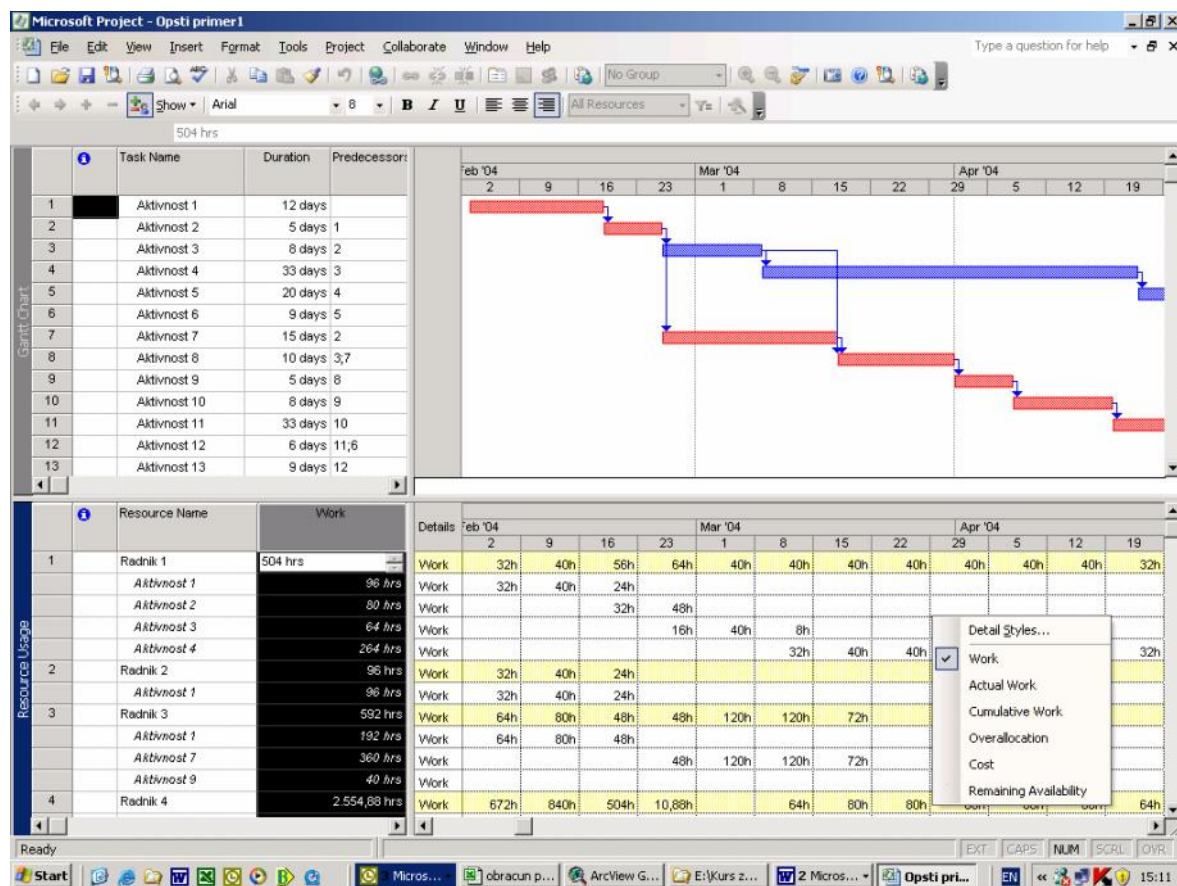 Microsoft Project - Opsti primer1
File Edit View Insert Format Tools Project Collaborate Window Help Type a question for help
No Group
Show Arial 8 B I U All Resources
504 hrs
Task Name Duration Predecessors
Feb '04 Mar '04 Apr '04
2 9 16 23 1 8 15 22 29 5 12 19
1 Aktivnost 1 12 days
2 Aktivnost 2 5 days 1
3 Aktivnost 3 8 days 2
4 Aktivnost 4 33 days 3
5 Aktivnost 5 20 days 4
6 Aktivnost 6 9 days 5
7 Aktivnost 7 15 days 2
8 Aktivnost 8 10 days 3;7
9 Aktivnost 9 5 days 8
10 Aktivnost 10 8 days 9
11 Aktivnost 11 33 days 10
12 Aktivnost 12 6 days 11;6
13 Aktivnost 13 9 days 12
Gantt Chart
Resource Name Work Details Feb '04 Mar '04 Apr '04
2 9 16 23 1 8 15 22 29 5 12 19
1 Radnik 1 504 hrs Work 32h 40h 56h 64h 40h 40h 40h 40h 40h 40h 40h 32h
Aktivnost 1 96 hrs Work 32h 40h 24h
Aktivnost 2 80 hrs Work 32h 48h
Aktivnost 3 64 hrs Work 16h 40h 8h
Aktivnost 4 264 hrs Work 32h 40h 40h 32h
2 Radnik 2 96 hrs Work 32h 40h 24h
Aktivnost 1 96 hrs Work 32h 40h 24h
3 Radnik 3 592 hrs Work 64h 80h 48h 48h 120h 120h 72h
Aktivnost 1 192 hrs Work 64h 80h 48h
Aktivnost 7 360 hrs Work 48h 120h 120h 72h
Aktivnost 9 40 hrs Work
4 Radnik 4 2.554,88 hrs Work 672h 840h 504h 10,88h 64h 80h 80h 64h
Resource Usage
Detail Styles...
Work
Actual Work
Cumulative Work
Overallocation
Cost
Remaining Availability
Ready EXT CAPS NUM SCRL OVR
Start Micros... obracun p... ArcView G... E:\Kurs z... 2 Micros... Opsti pri... EN 15:11